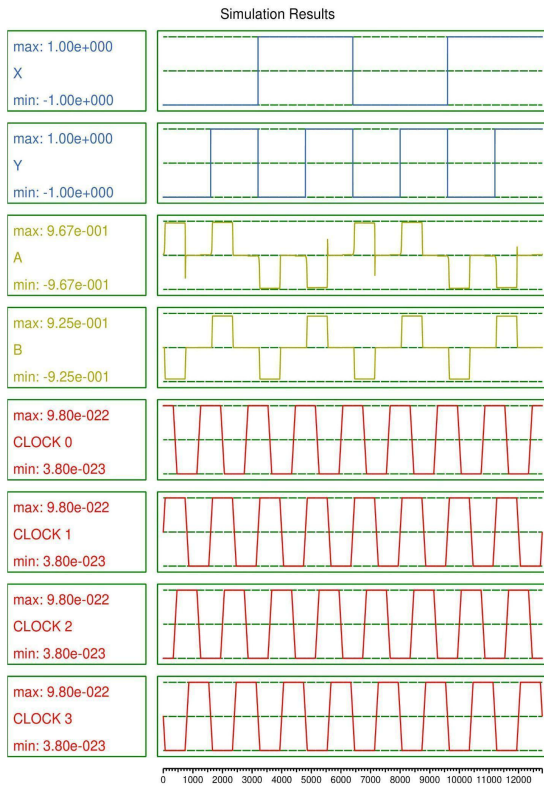 Simulation Results
max: 1.00e+000
X
min: -1.00e+000
max: 1.00e+000
Y
min: -1.00e+000
max: 9.67e-001
A
min: -9.67e-001
max: 9.25e-001
B
min: -9.25e-001
max: 9.80e-022
CLOCK 0
min: 3.80e-023
max: 9.80e-022
CLOCK 1
min: 3.80e-023
max: 9.80e-022
CLOCK 2
min: 3.80e-023
max: 9.80e-022
CLOCK 3
min: 3.80e-023
0 1000 2000 3000 4000 5000 6000 7000 8000 9000 10000 11000 12000